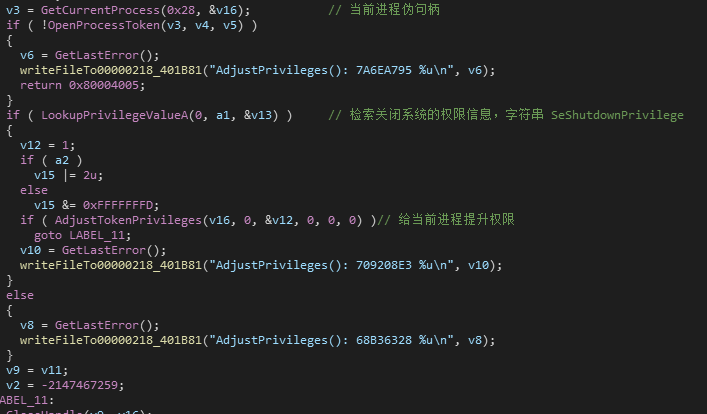 v3 = GetCurrentProcess(0x28, &v16); // 当前进程伪句柄
if ( !OpenProcessToken(v3, v4, v5) )
{
v6 = GetLastError();
writeFileTo00000218_401B81("AdjustPrivileges(): 7A6EA795 %u\n", v6);
return 0x80004005;
}
if ( LookupPrivilegeValueA(0, a1, &v13) ) // 检索关闭系统的权限信息，字符串 SeShutdownPrivilege
{
v12 = 1;
if ( a2 )
v15 |= 2u;
else
v15 &= 0xFFFFFFFD;
if ( AdjustTokenPrivileges(v16, 0, &v12, 0, 0, 0) )// 给当前进程提升权限
goto LABEL_11;
v10 = GetLastError();
writeFileTo00000218_401B81("AdjustPrivileges(): 709208E3 %u\n", v10);
}
else
{
v8 = GetLastError();
writeFileTo00000218_401B81("AdjustPrivileges(): 68B36328 %u\n", v8);
}
v9 = v11;
v2 = -2147467259;
ABEL_11:
CloseHandle(v9, v16);